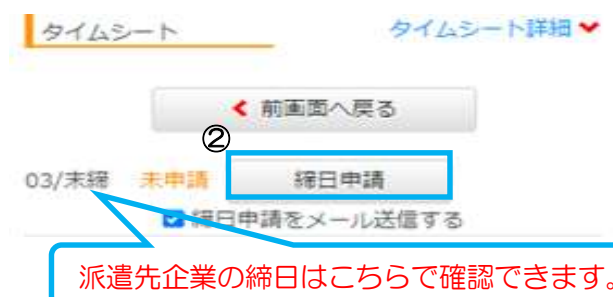 タイムシート タイムシート詳細
前画面へ戻る
②
03/末締 未申請 締日申請
締日申請をメール送信する
派遣先企業の締日はこちらで確認できます。